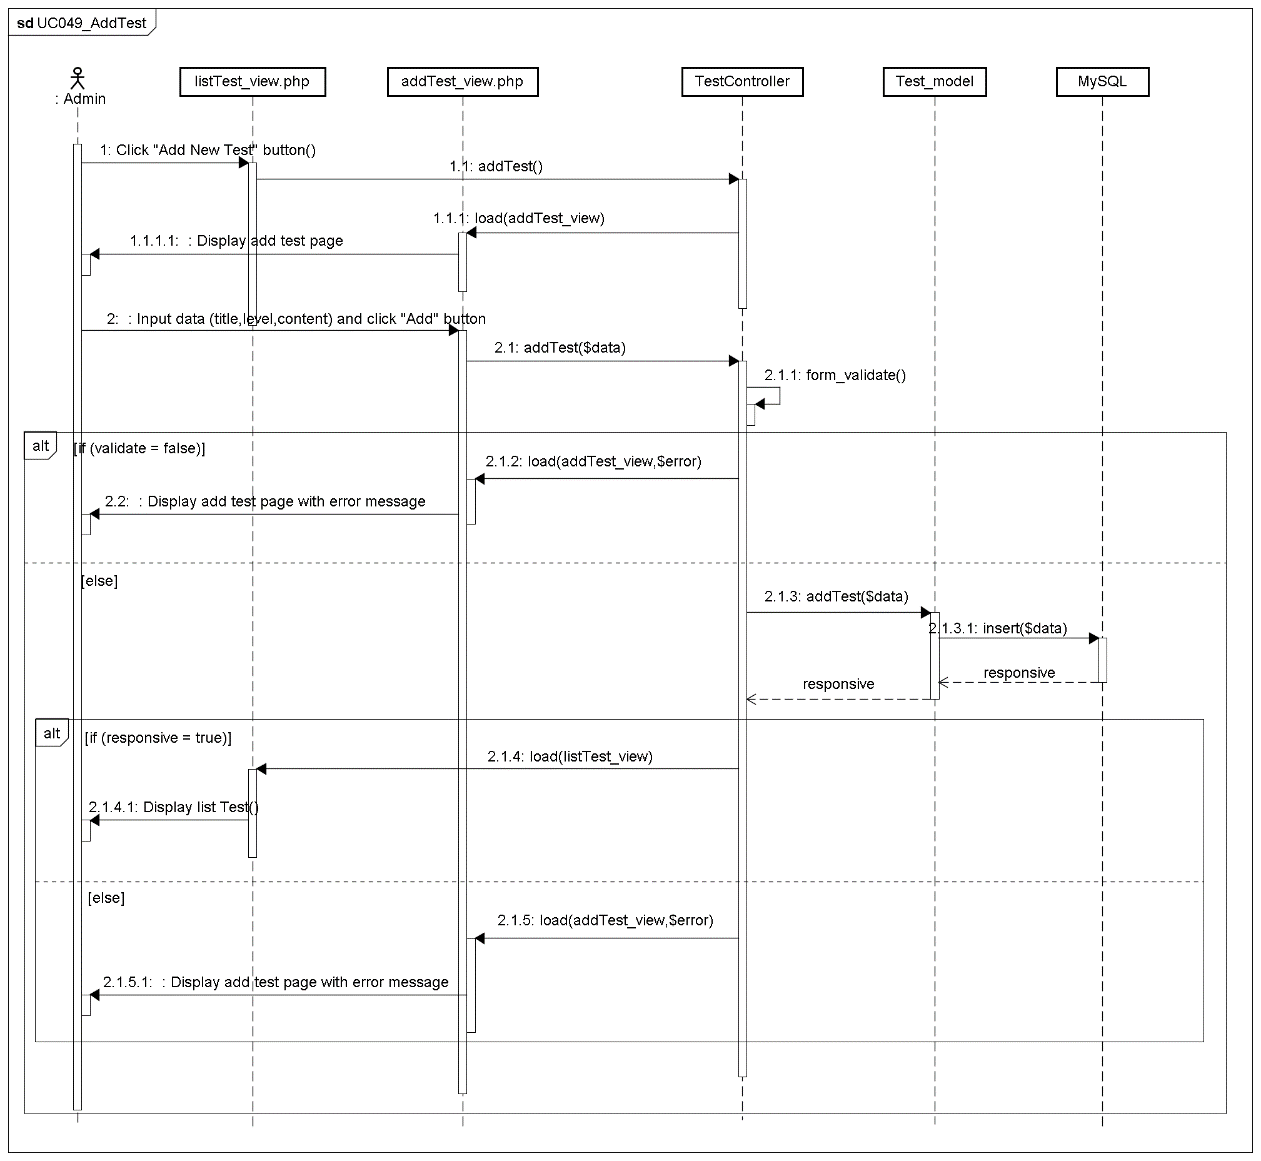 sd UC049_AddTest
: Admin
listTest_view.php
addTest_view.php
TestController
Test_model
MySQL
1: Click "Add New Test" button()
1.1: addTest()
1.1.1: load(addTest_view)
1.1.1.1:  : Display add test page
2:  : Input data (title,level,content) and click "Add" button
2.1: addTest($data)
2.1.1: form_validate()
alt
[if (validate = false)]
2.1.2: load(addTest_view,$error)
2.2:  : Display add test page with error message
[else]
2.1.3: addTest($data)
2.1.3.1: insert($data)
responsive
responsive
alt
[if (responsive = true)]
2.1.4: load(listTest_view)
2.1.4.1: Display list Test()
[else]
2.1.5: load(addTest_view,$error)
2.1.5.1:  : Display add test page with error message